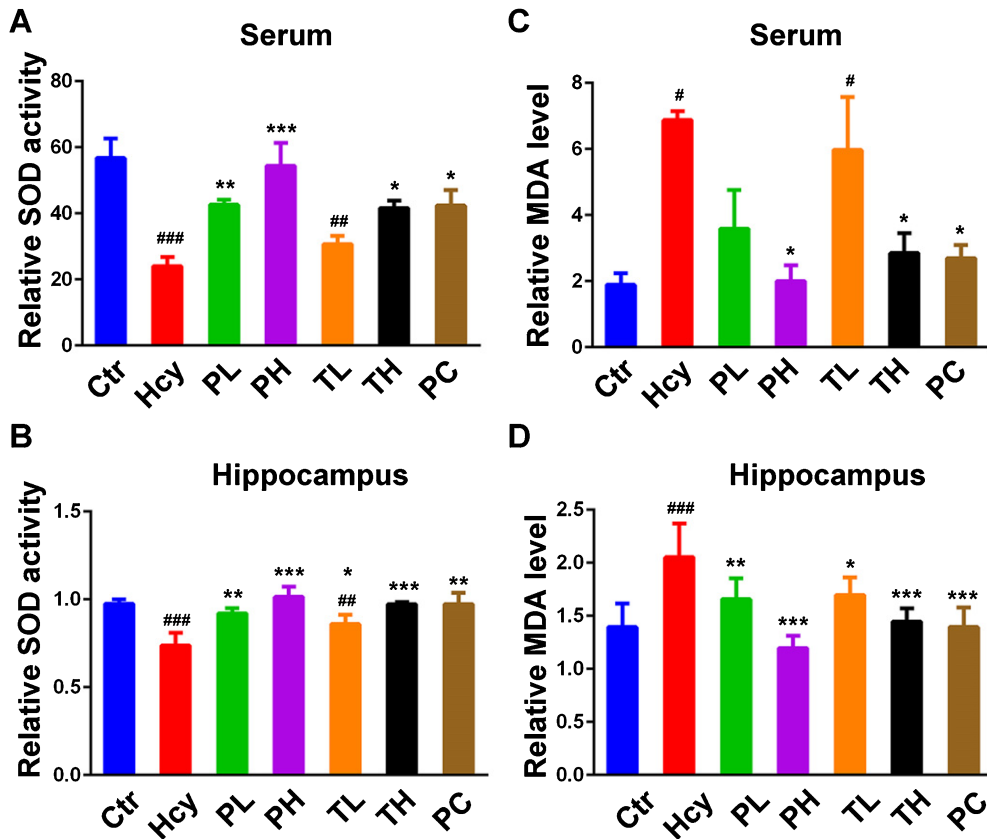 A
Serum
Relative SOD activity
80
60
40
20
0
###
**
***
##
*
*
Ctr
Hcy
PL
PH
TL
TH
PC
C
Serum
Relative MDA level
8
6
4
2
0
#
*
#
*
*
Ctr
Hcy
PL
PH
TL
TH
PC
B
Hippocampus
Relative SOD activity
1.5
1.0
0.5
0.0
###
**
***
*
##
***
**
Ctr
Hcy
PL
PH
TL
TH
PC
D
Hippocampus
Relative MDA level
2.5
2.0
1.5
1.0
0.5
0.0
###
**
***
*
***
***
Ctr
Hcy
PL
PH
TL
TH
PC